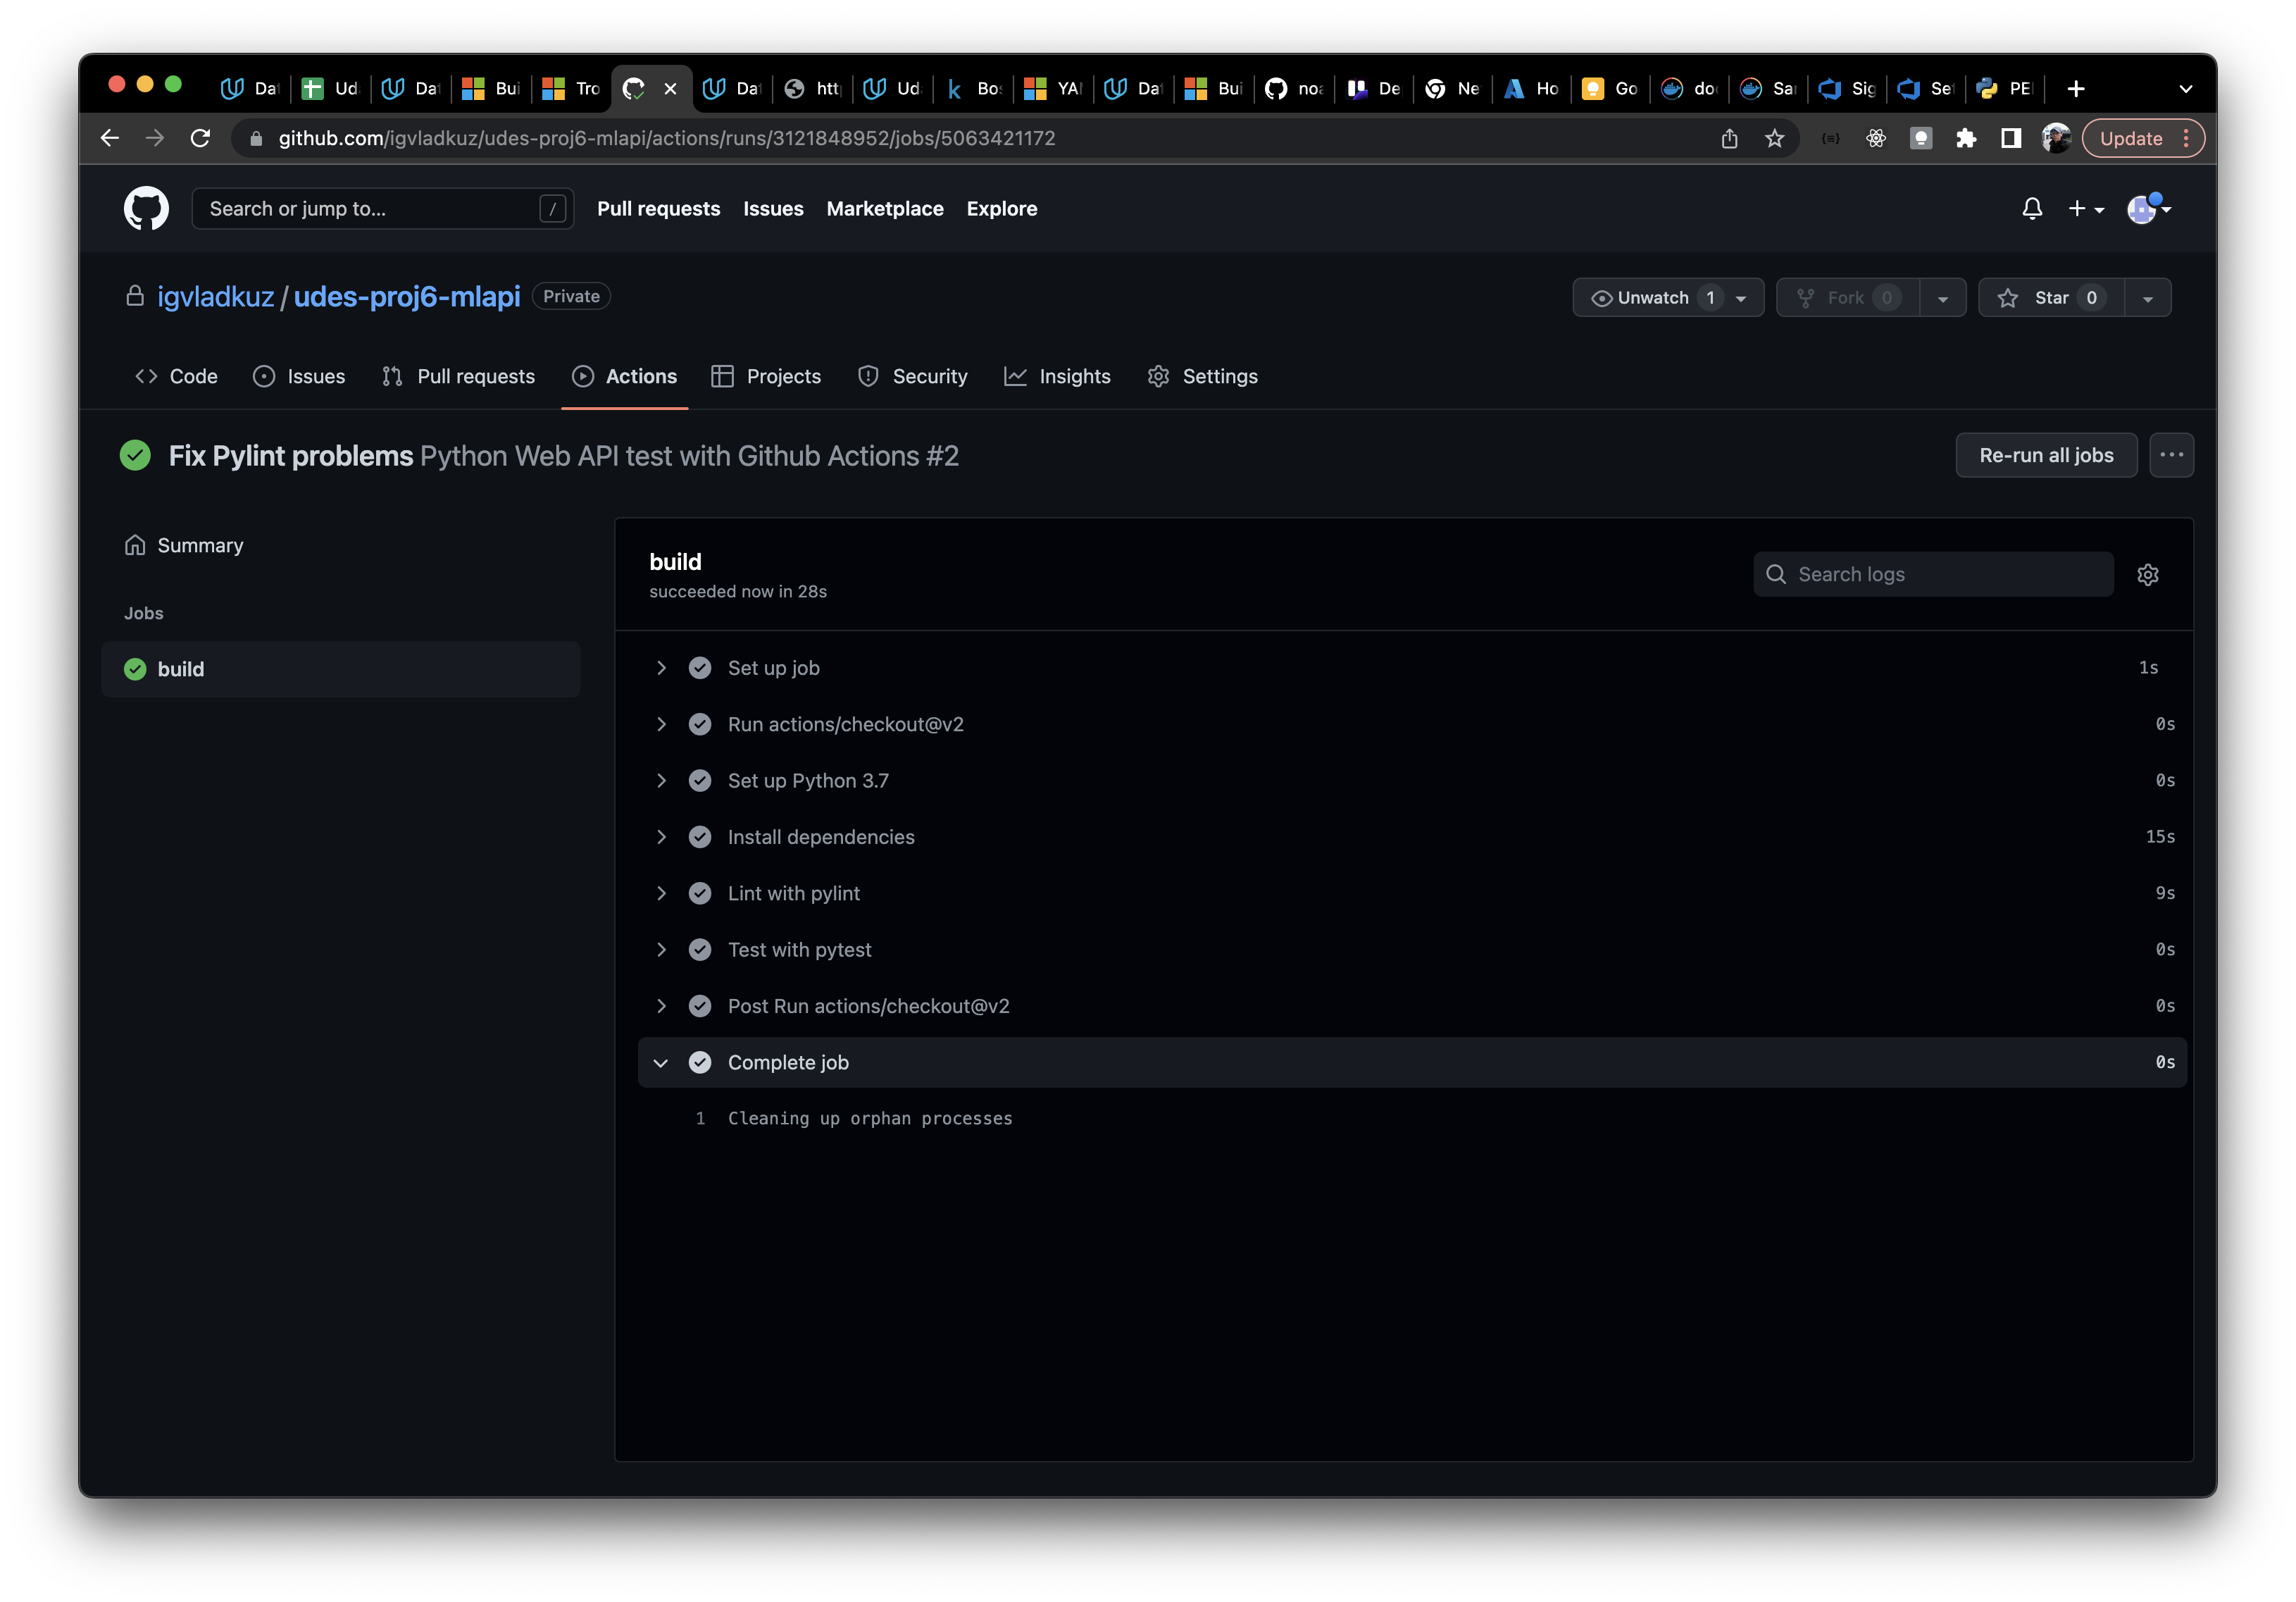 Da Ud Da Bui Tro Da htt Ud Bo YA Da Bui no De Ne Ho Go do Sa Sig Se PE
github.com/igvladkuz/udes-proj6-mlapi/actions/runs/3121848952/jobs/5063421172 Update
Search or jump to... / Pull requests Issues Marketplace Explore
igvladkuz / udes-proj6-mlapi Private Unwatch 1 Fork 0 Star 0
Code Issues Pull requests Actions Projects Security Insights Settings
Fix Pylint problems Python Web API test with Github Actions #2 Re-run all jobs
Summary
Jobs
build
build
succeeded now in 28s
Search logs
Set up job 1s
Run actions/checkout@v2 0s
Set up Python 3.7 0s
Install dependencies 15s
Lint with pylint 9s
Test with pytest 0s
Post Run actions/checkout@v2 0s
Complete job 0s
1 Cleaning up orphan processes